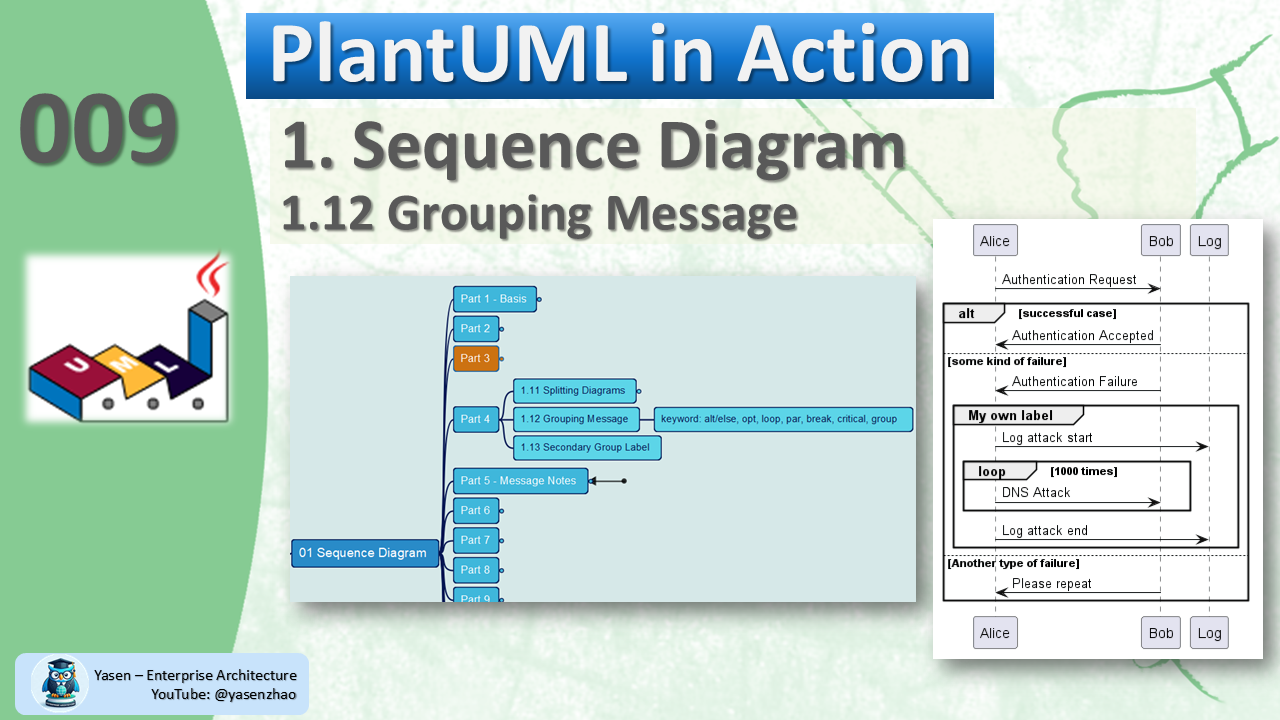 PlantUML in Action
009
1. Sequence Diagram
1.12 Grouping Message
UML
Part 1 - Basis
Part 2
Part 3
Part 4
1.11 Splitting Diagrams
1.12 Grouping Message
keyword: alt/else, opt, loop, par, break, critical, group
1.13 Secondary Group Label
Part 5 - Message Notes
Part 6
Part 7
01 Sequence Diagram
Part 8
Part 9
Alice Bob Log
Authentication Request
alt [successful case]
Authentication Accepted
[some kind of failure]
Authentication Failure
My own label
Log attack start
loop [1000 times]
DNS Attack
Log attack end
[Another type of failure]
Please repeat
Alice Bob Log
Yasen – Enterprise Architecture
YouTube: @yasenzhao